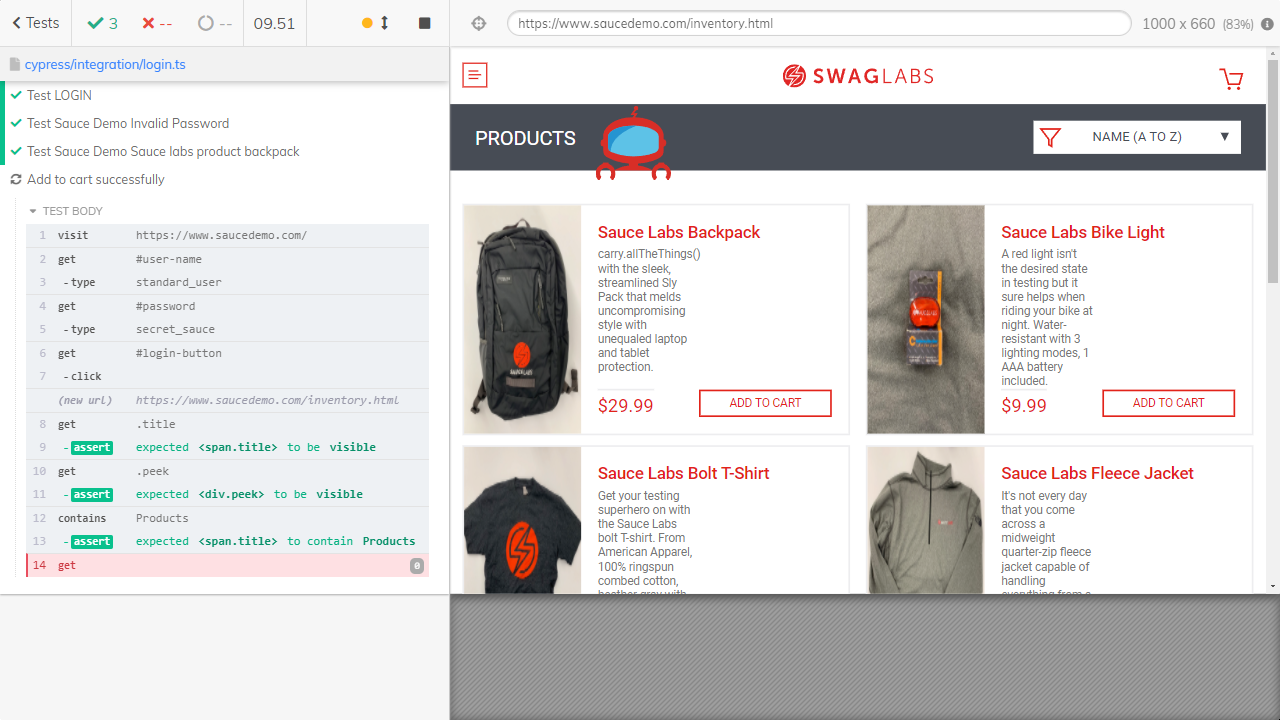 Tests
3
--
--
09.51
https://www.saucedemo.com/inventory.html
1000 x 660 (83%)
cypress/integration/login.ts
Test LOGIN
Test Sauce Demo Invalid Password
Test Sauce Demo Sauce labs product backpack
Add to cart successfully
TEST BODY
1 visit https://www.saucedemo.com/
2 get #user-name
3 -type standard_user
4 get #password
5 -type secret_sauce
6 get #login-button
7 -click
(new url) https://www.saucedemo.com/inventory.html
8 get .title
9 -assert expected <span.title> to be visible
10 get .peek
11 -assert expected <div.peek> to be visible
12 contains Products
13 -assert expected <span.title> to contain Products
14 get 0
SWAGLABS
PRODUCTS
NAME (A TO Z)
Sauce Labs Backpack
carry.allTheThings()
with the sleek,
streamlined Sly
Pack that melds
uncompromising
style with
unequaled laptop
and tablet
protection.
$29.99
ADD TO CART
Sauce Labs Bike Light
A red light isn't
the desired state
in testing but it
sure helps when
riding your bike at
night. Water-
resistant with 3
lighting modes, 1
AAA battery
included.
$9.99
ADD TO CART
Sauce Labs Bolt T-Shirt
Get your testing
superhero on with
the Sauce Labs
bolt T-shirt. From
American Apparel,
100% ringspun
combed cotton,
heather gray with
Sauce Labs Fleece Jacket
It's not every day
that you come
across a
midweight
quarter-zip fleece
jacket capable of
handling
everything from a